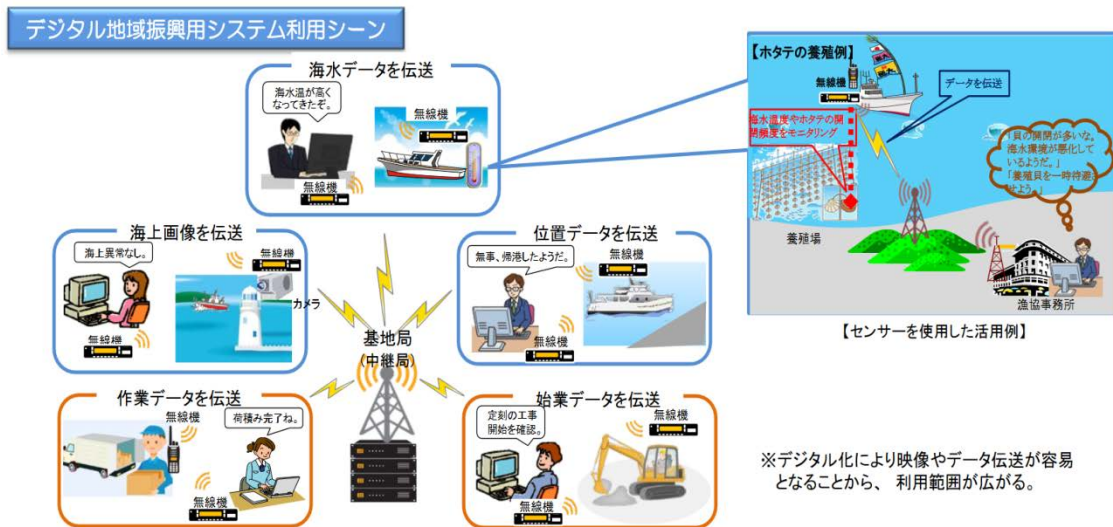 デジタル地域振興用システム利用シーン
海水データを伝送
海水温が高く
なってきたぞ。
無線機
無線機
海上画像を伝送
海上異常なし。
無線機
カメラ
無線機
位置データを伝送
無事、帰港したようだ。
無線機
無線機
基地局
(中継局)
作業データを伝送
無線機
荷積み完了ね。
無線機
始業データを伝送
定刻の工事
開始を確認。
無線機
無線機
【ホタテの養殖例】
無線機
データを伝送
海水温度やホタテの開
閉頻度をモニタリング
「貝の開閉が多いな。
海水環境が悪化して
いるようだ。」
「養殖貝を一時待避さ
せよう。」
養殖場
漁協事務所
【センサーを使用した活用例】
※デジタル化により映像やデータ伝送が容易
となることから、 利用範囲が広がる。